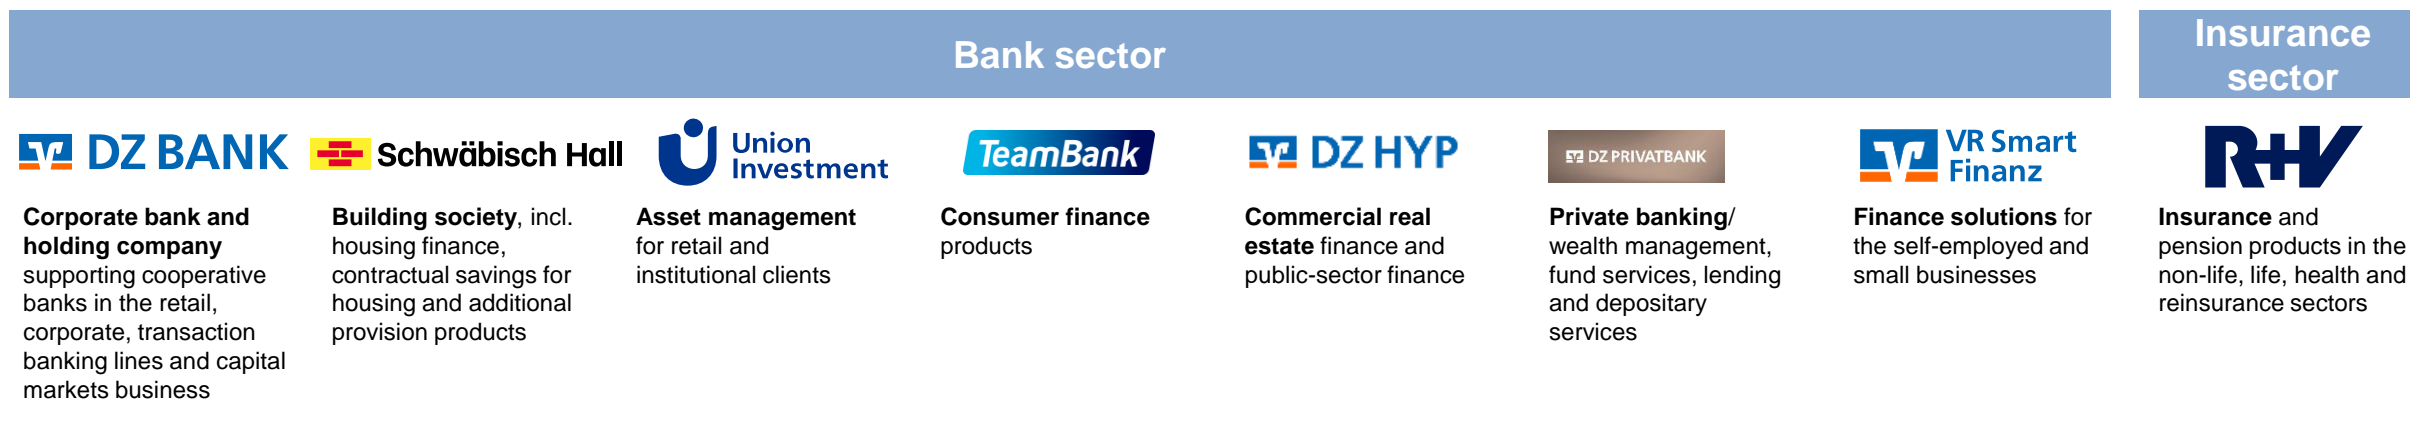 Bank sector
Insurance
sector
DZ BANK
Schwäbisch Hall
Union
Investment
TeamBank
DZ HYP
DZ PRIVATBANK
VR Smart
Finanz
R+V
Corporate bank and
holding company
supporting cooperative
banks in the retail,
corporate, transaction
banking lines and capital
markets business
Building society, incl.
housing finance,
contractual savings for
housing and additional
provision products
Asset management
for retail and
institutional clients
Consumer finance
products
Commercial real
estate finance and
public-sector finance
Private banking/
wealth management,
fund services, lending
and depositary
services
Finance solutions for
the self-employed and
small businesses
Insurance and
pension products in the
non-life, life, health and
reinsurance sectors